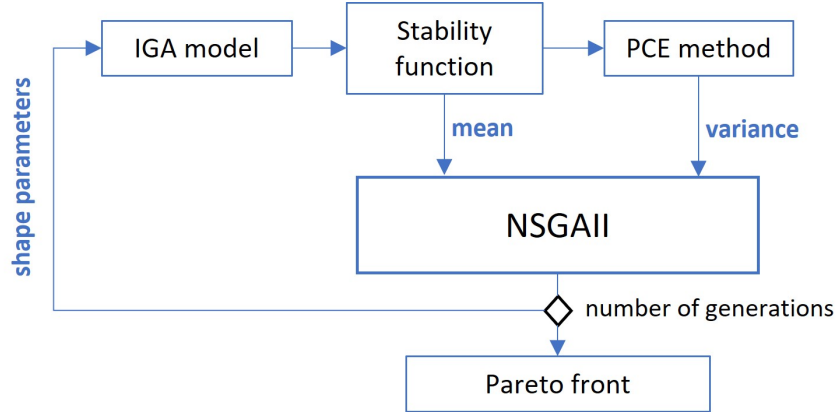 IGA model
Stability
function
PCE method
mean
variance
shape parameters
NSGAII
number of generations
Pareto front